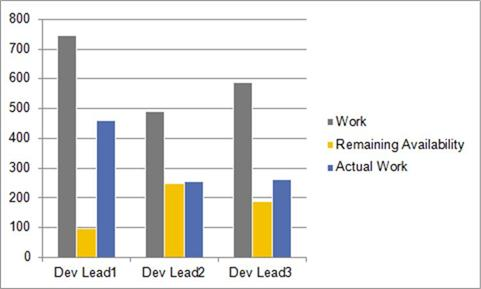 800
700
600
500
400
300
200
100
0
Dev Lead1 Dev Lead2 Dev Lead3
Work
Remaining Availability
Actual Work